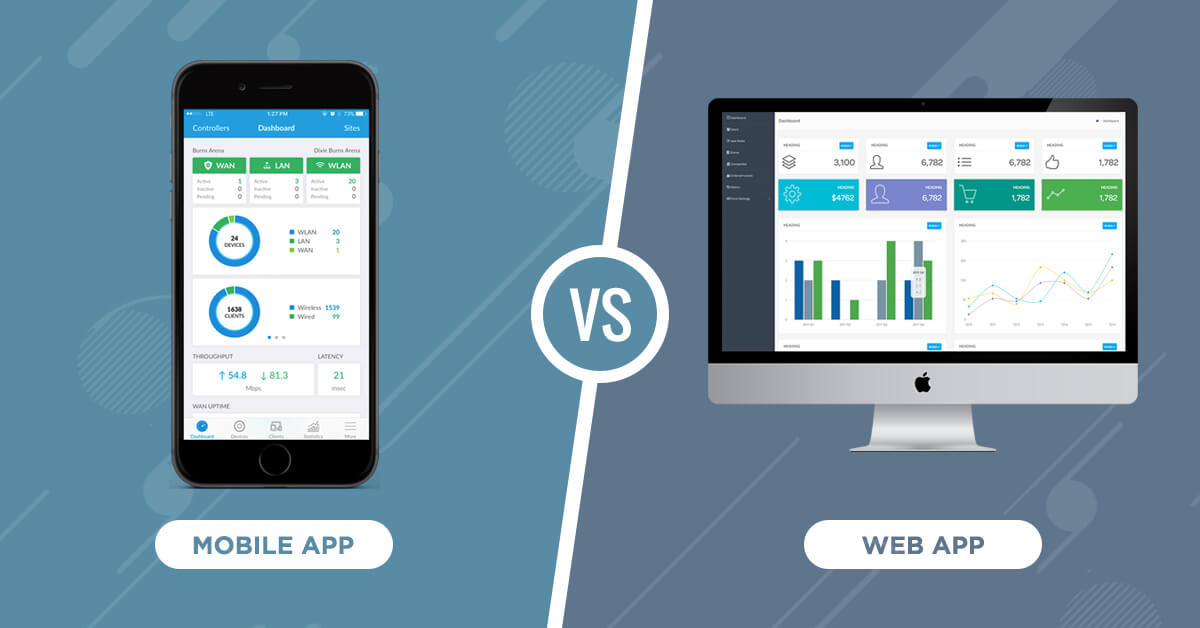 LTE 1:27 PM 73%
Controllers Dashboard Sites
Burns Arena Dixie Burns Arena
WAN LAN WLAN
Active 1 Active 3 Active 20
Inactive 0 Inactive 0 Inactive 0
Pending 0 Pending 0 Pending 0
24
DEVICES
WLAN 20
LAN 3
WAN 1
1638
CLIENTS
Wireless 1539
Wired 99
THROUGHPUT LATENCY
54.8 81.3 21
Mbps msec
WAN UPTIME
Dashboard Devices Clients Statistics More
MOBILE APP
VS
Dashboard
Dashboard
HEADING HEADING HEADING HEADING
3,100 6,782 6,782 1,782
HEADING HEADING HEADING HEADING
$4762 6,782 1,782 1,782
HEADING HEADING
HEADING HEADING
WEB APP